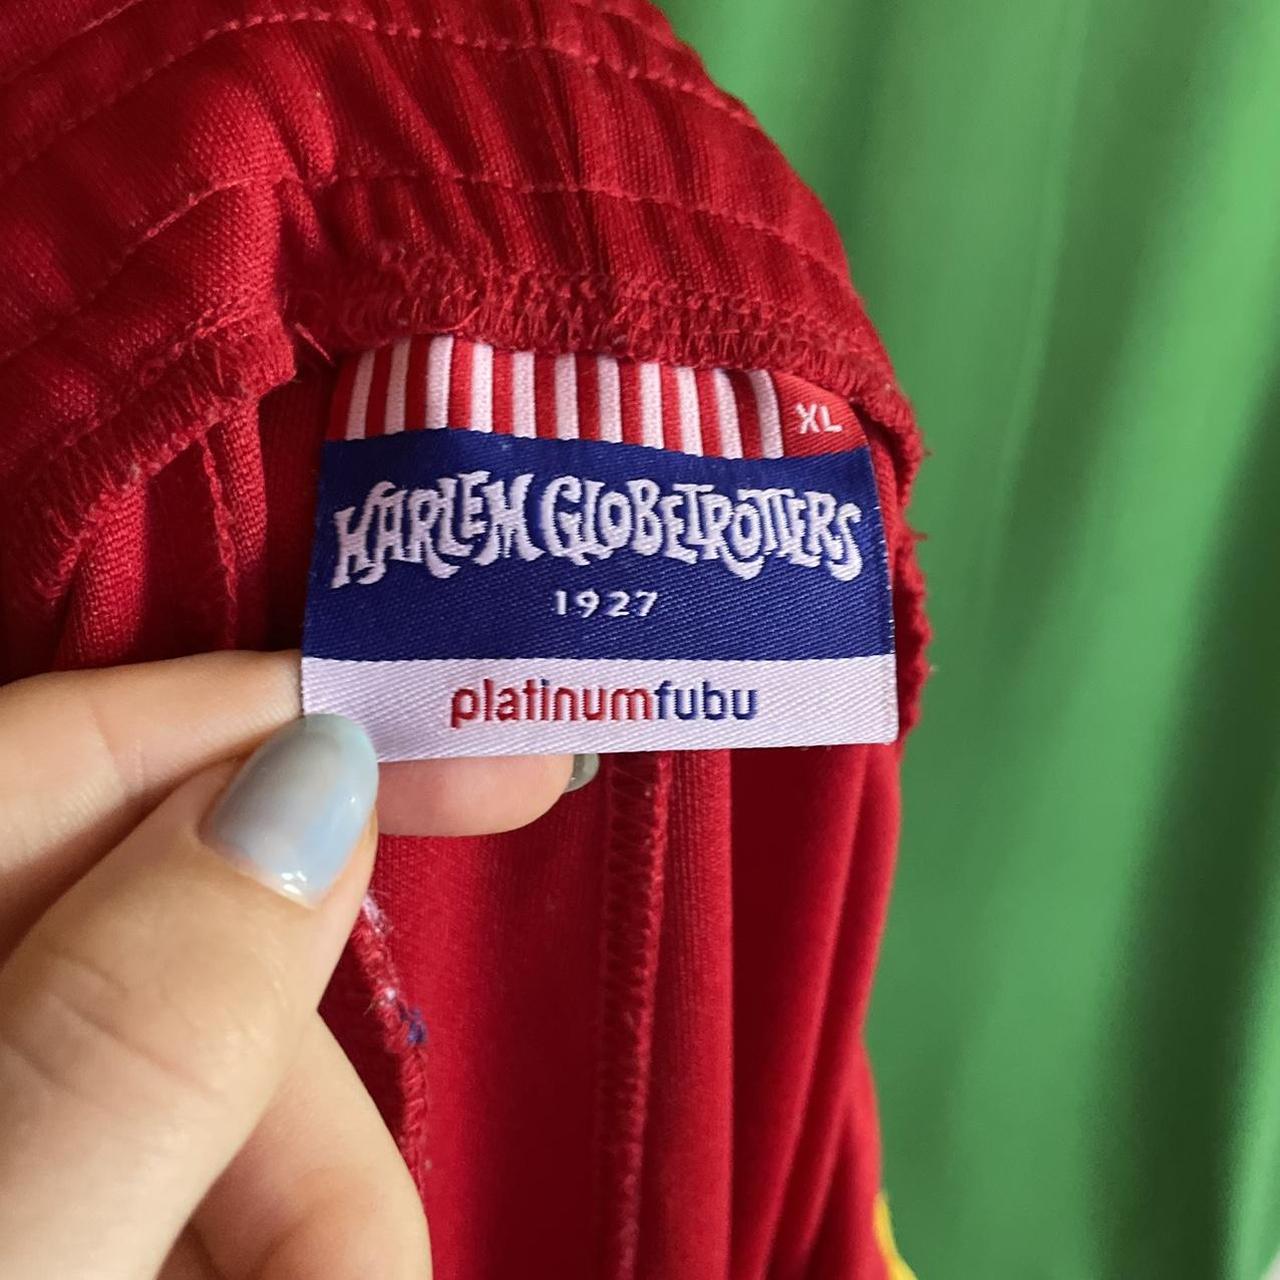 XL
HARLEM GLOBETROTTERS
1927
platinumfubu